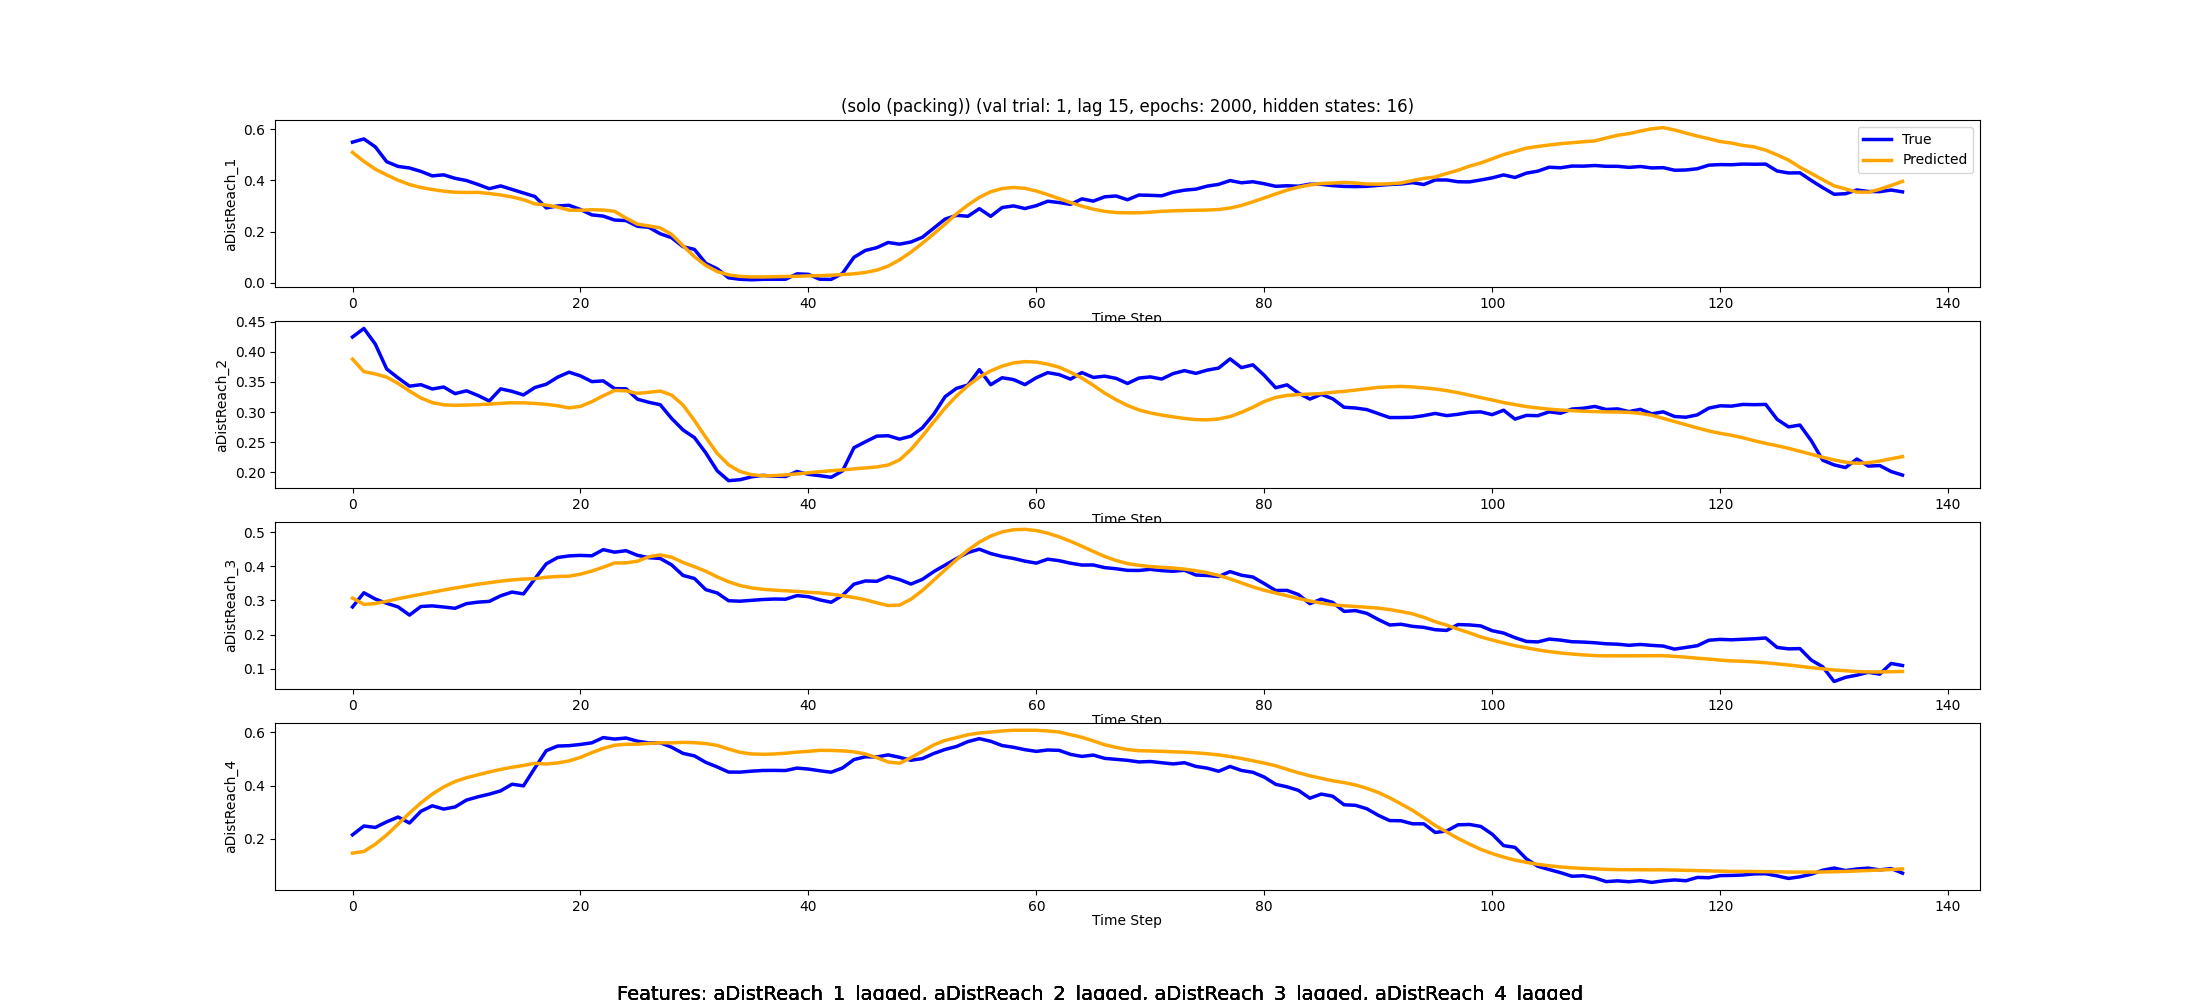 (solo (packing)) (val trial: 1, lag 15, epochs: 2000, hidden states: 16)
aDistReach_1
0.6
0.4
0.2
0.0
True
Predicted
0 20 40 60 80 100 120 140
Time Step
aDistReach_2
0.45
0.40
0.35
0.30
0.25
0.20
0 20 40 60 80 100 120 140
Time Step
aDistReach_3
0.5
0.4
0.3
0.2
0.1
0 20 40 60 80 100 120 140
Time Step
aDistReach_4
0.6
0.4
0.2
0 20 40 60 80 100 120 140
Time Step
Features: aDistReach_1_lagged, aDistReach_2_lagged, aDistReach_3_lagged, aDistReach_4_lagged